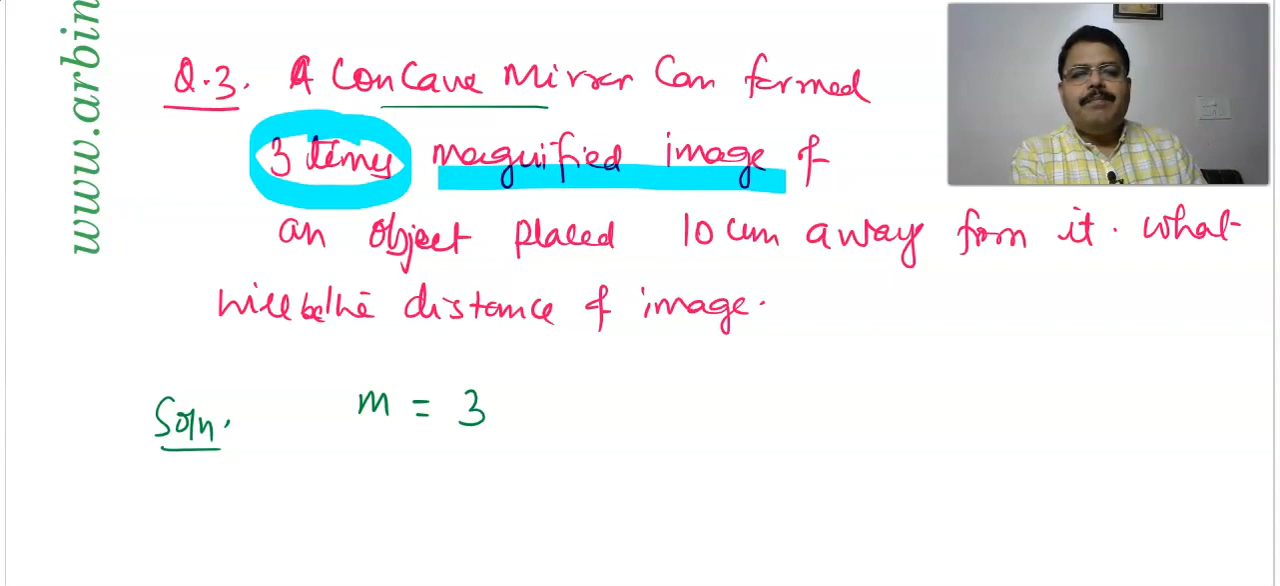 www.arbin
Q.3. A Concave Mirror Can formed
3 times magnified image of
an object placed 10 cm away from it. what
will be the distance of image.
Soln. m = 3